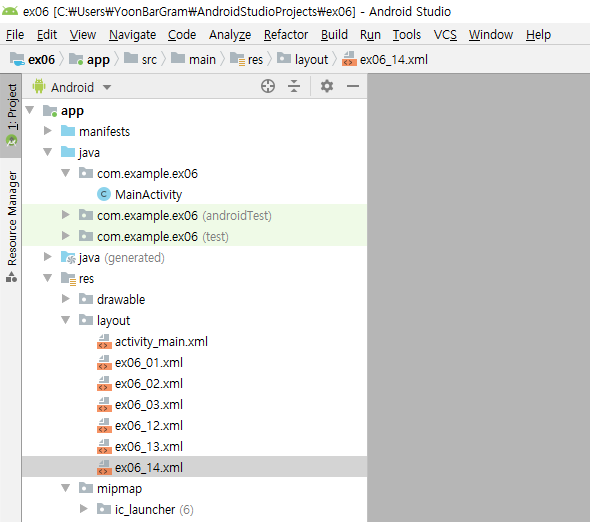 ex06 [C:₩Users₩YoonBarGram₩AndroidStudioProjects₩ex06] - Android Studio
File Edit View Navigate Code Analyze Refactor Build Run Tools VCS Window Help
ex06 app src main res layout ex06_14.xml
1: Project
Resource Manager
Android
app
manifests
java
com.example.ex06
C MainActivity
com.example.ex06 (androidTest)
com.example.ex06 (test)
java (generated)
res
drawable
layout
activity_main.xml
ex06_01.xml
ex06_02.xml
ex06_03.xml
ex06_12.xml
ex06_13.xml
ex06_14.xml
mipmap
ic_launcher (6)